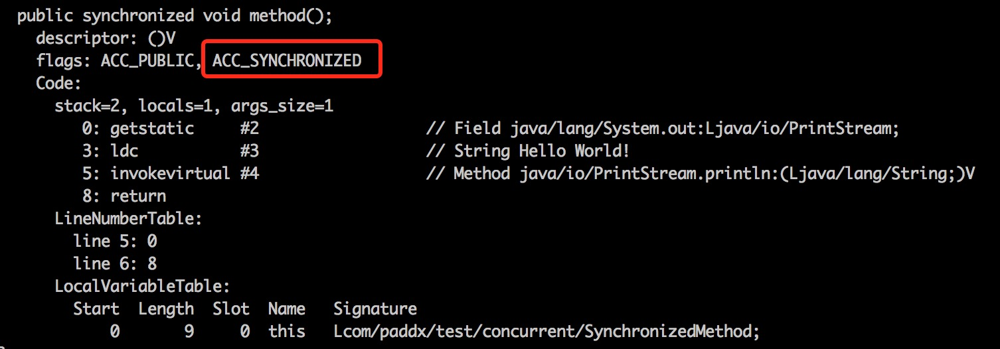 public synchronized void method();
descriptor: ()V
flags: ACC_PUBLIC, ACC_SYNCHRONIZED
Code:
stack=2, locals=1, args_size=1
0: getstatic #2 // Field java/lang/System.out:Ljava/io/PrintStream;
3: ldc #3 // String Hello World!
5: invokevirtual #4 // Method java/io/PrintStream.println:(Ljava/lang/String;)V
8: return
LineNumberTable:
line 5: 0
line 6: 8
LocalVariableTable:
Start Length Slot Name Signature
0 9 0 this Lcom/paddx/test/concurrent/SynchronizedMethod;